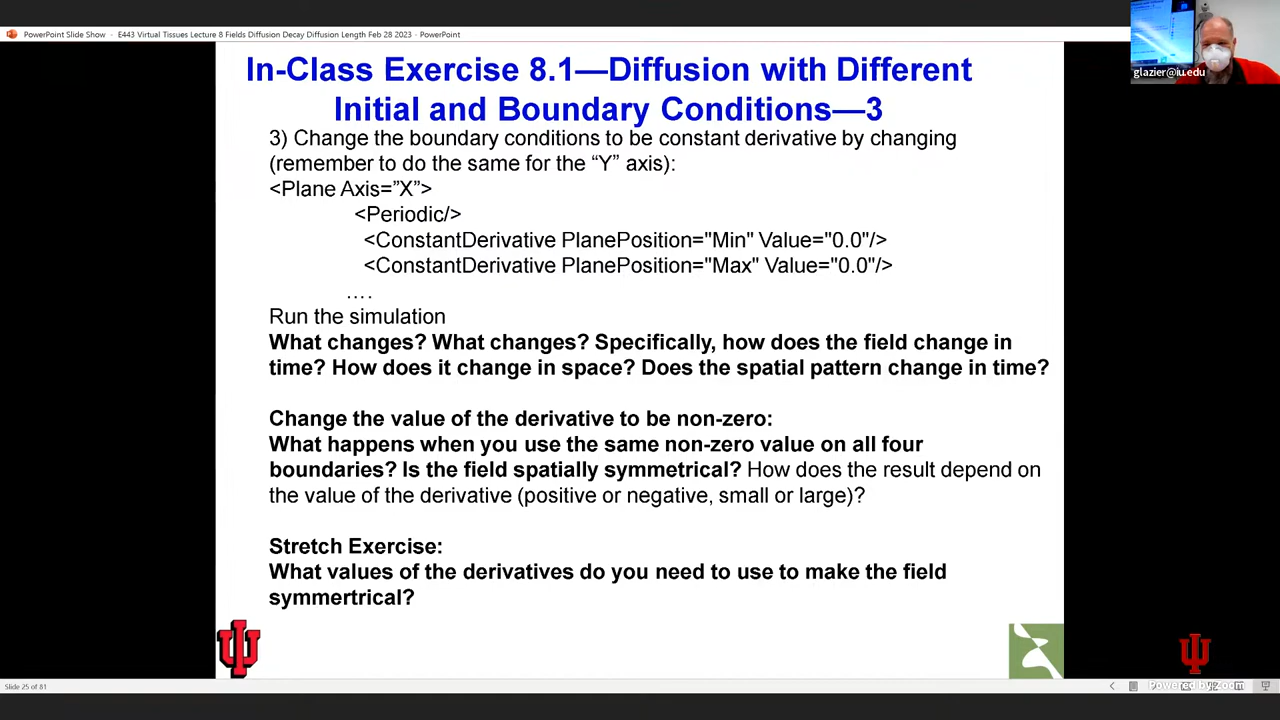 PowerPoint Slide Show - E443 Virtual Tissues Lecture 8 Fields Diffusion Decay Diffusion Length Feb 28 2023 - PowerPoint
glazier@iu.edu
In-Class Exercise 8.1—Diffusion with Different
Initial and Boundary Conditions—3
3) Change the boundary conditions to be constant derivative by changing
(remember to do the same for the “Y” axis):
<Plane Axis=”X”>
<Periodic/>
<ConstantDerivative PlanePosition="Min" Value="0.0"/>
<ConstantDerivative PlanePosition="Max" Value="0.0"/>
….
Run the simulation
What changes? What changes? Specifically, how does the field change in
time? How does it change in space? Does the spatial pattern change in time?
Change the value of the derivative to be non-zero:
What happens when you use the same non-zero value on all four
boundaries? Is the field spatially symmetrical? How does the result depend on
the value of the derivative (positive or negative, small or large)?
Stretch Exercise:
What values of the derivatives do you need to use to make the field
symmertrical?
Slide 25 of 81
Powered by zoom